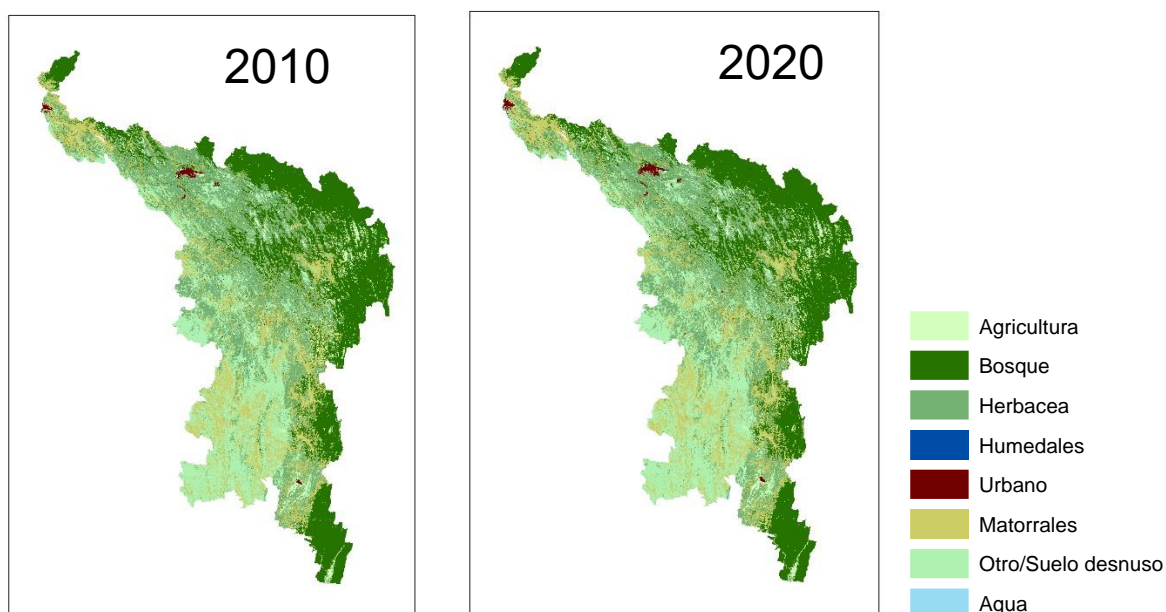 2010
2020
Agricultura
Bosque
Herbacea
Humedales
Urbano
Matorrales
Otro/Suelo desnuso
Agua